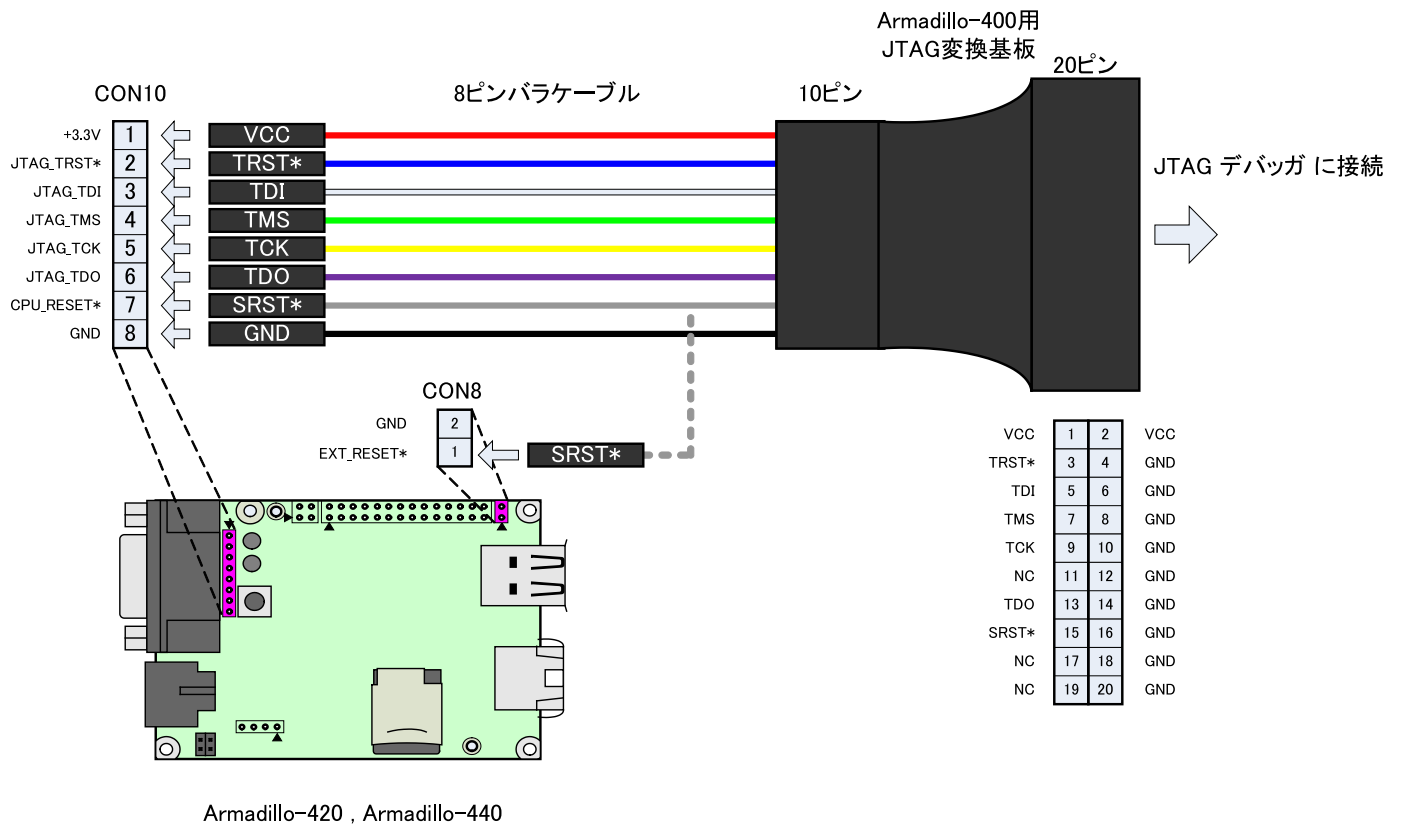 Armadillo-400用
JTAG変換基板
20ピン
CON10
8ピンバラケーブル
10ピン
+3.3V 1 VCC
JTAG_TRST* 2 TRST*
JTAG_TDI 3 TDI
JTAG_TMS 4 TMS
JTAG_TCK 5 TCK
JTAG_TDO 6 TDO
CPU_RESET* 7 SRST*
GND 8 GND
JTAG デバッガ に接続
CON8
GND 2
EXT_RESET* 1 SRST*
VCC 1 2 VCC
TRST* 3 4 GND
TDI 5 6 GND
TMS 7 8 GND
TCK 9 10 GND
NC 11 12 GND
TDO 13 14 GND
SRST* 15 16 GND
NC 17 18 GND
NC 19 20 GND
Armadillo-420 , Armadillo-440